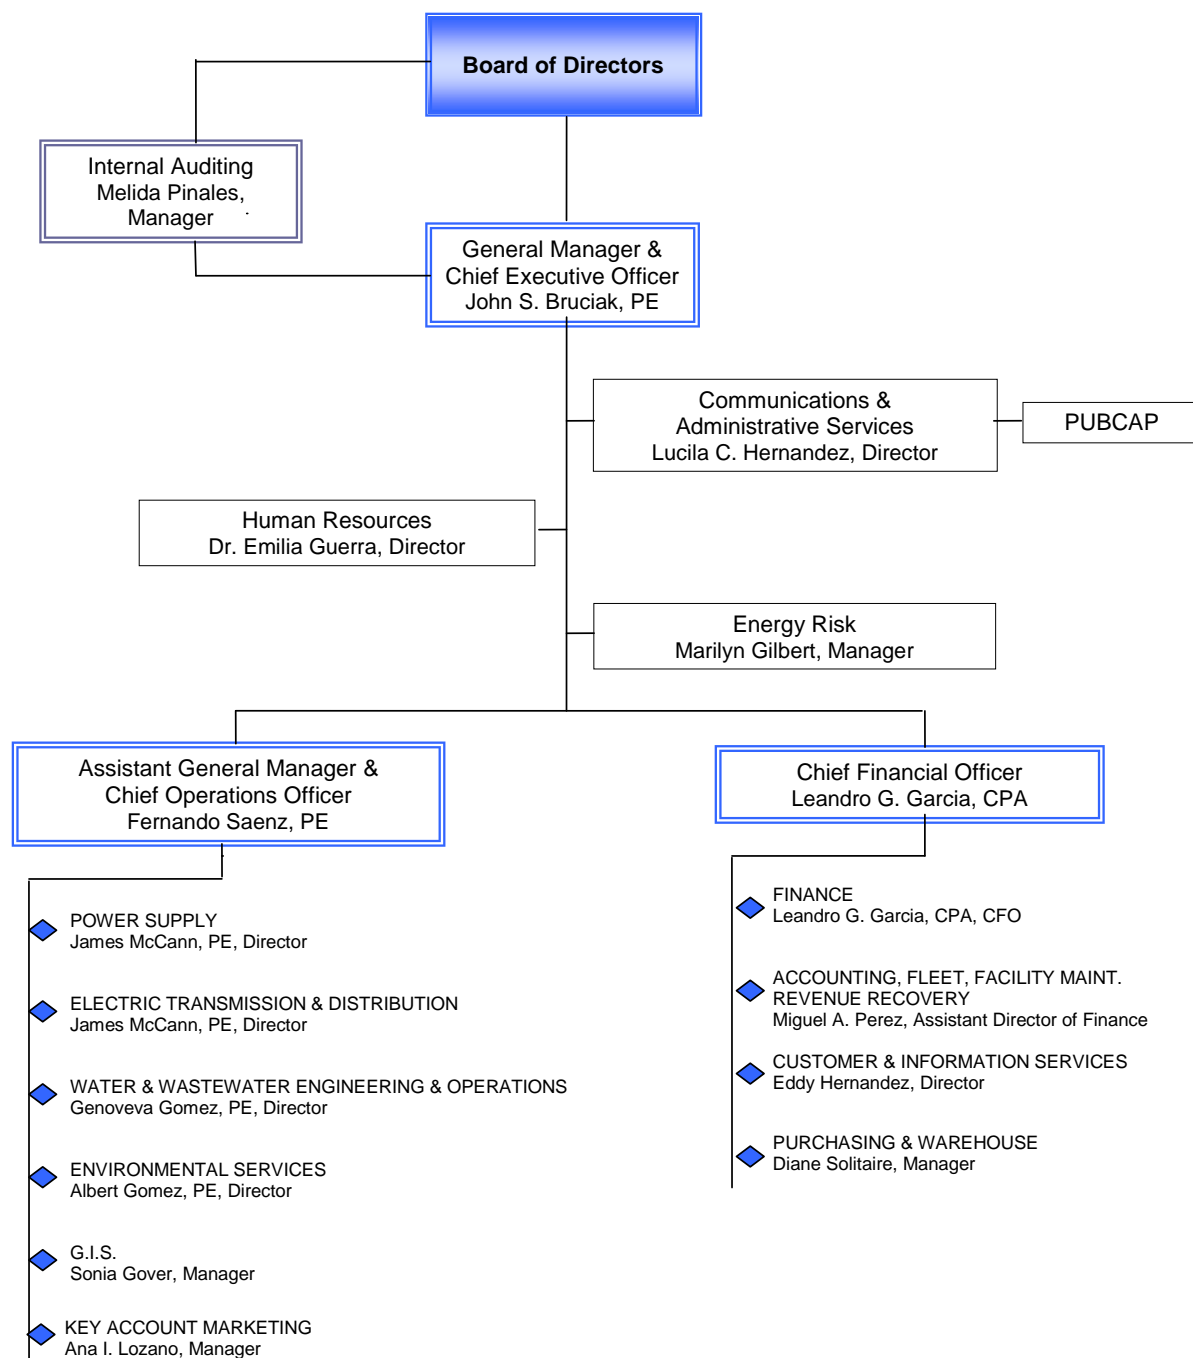 Board of Directors
Internal Auditing
Melida Pinales,
Manager
General Manager &
Chief Executive Officer
John S. Bruciak, PE
Communications &
Administrative Services
Lucila C. Hernandez, Director
PUBCAP
Human Resources
Dr. Emilia Guerra, Director
Energy Risk
Marilyn Gilbert, Manager
Assistant General Manager &
Chief Operations Officer
Fernando Saenz, PE
Chief Financial Officer
Leandro G. Garcia, CPA
POWER SUPPLY
James McCann, PE, Director
ELECTRIC TRANSMISSION & DISTRIBUTION
James McCann, PE, Director
WATER & WASTEWATER ENGINEERING & OPERATIONS
Genoveva Gomez, PE, Director
ENVIRONMENTAL SERVICES
Albert Gomez, PE, Director
G.I.S.
Sonia Gover, Manager
KEY ACCOUNT MARKETING
Ana I. Lozano, Manager
FINANCE
Leandro G. Garcia, CPA, CFO
ACCOUNTING, FLEET, FACILITY MAINT.
REVENUE RECOVERY
Miguel A. Perez, Assistant Director of Finance
CUSTOMER & INFORMATION SERVICES
Eddy Hernandez, Director
PURCHASING & WAREHOUSE
Diane Solitaire, Manager